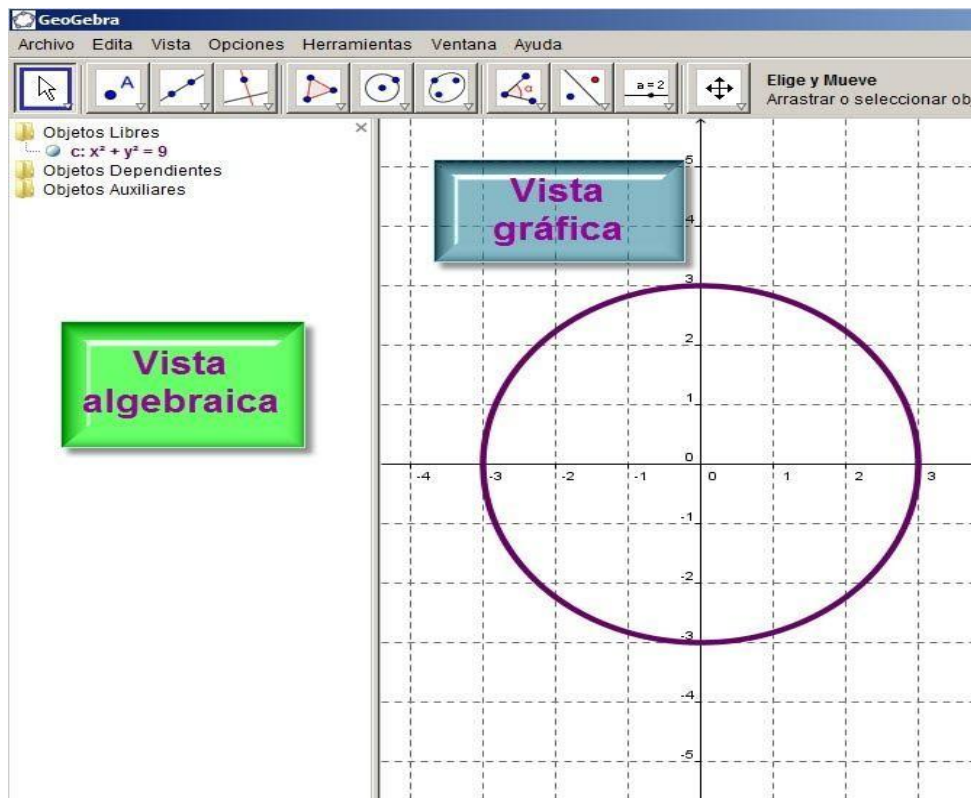 GeoGebra
Archivo Edita Vista Opciones Herramientas Ventana Ayuda
A
α
a = 2
Elige y Mueve
Arrastrar o seleccionar ob
Objetos Libres
c: x² + y² = 9
Objetos Dependientes
Objetos Auxiliares
Vista
gráfica
Vista
algebraica
5
4
3
2
1
0
-4 -3 -2 -1 0 1 2 3
-1
-2
-3
-4
-5